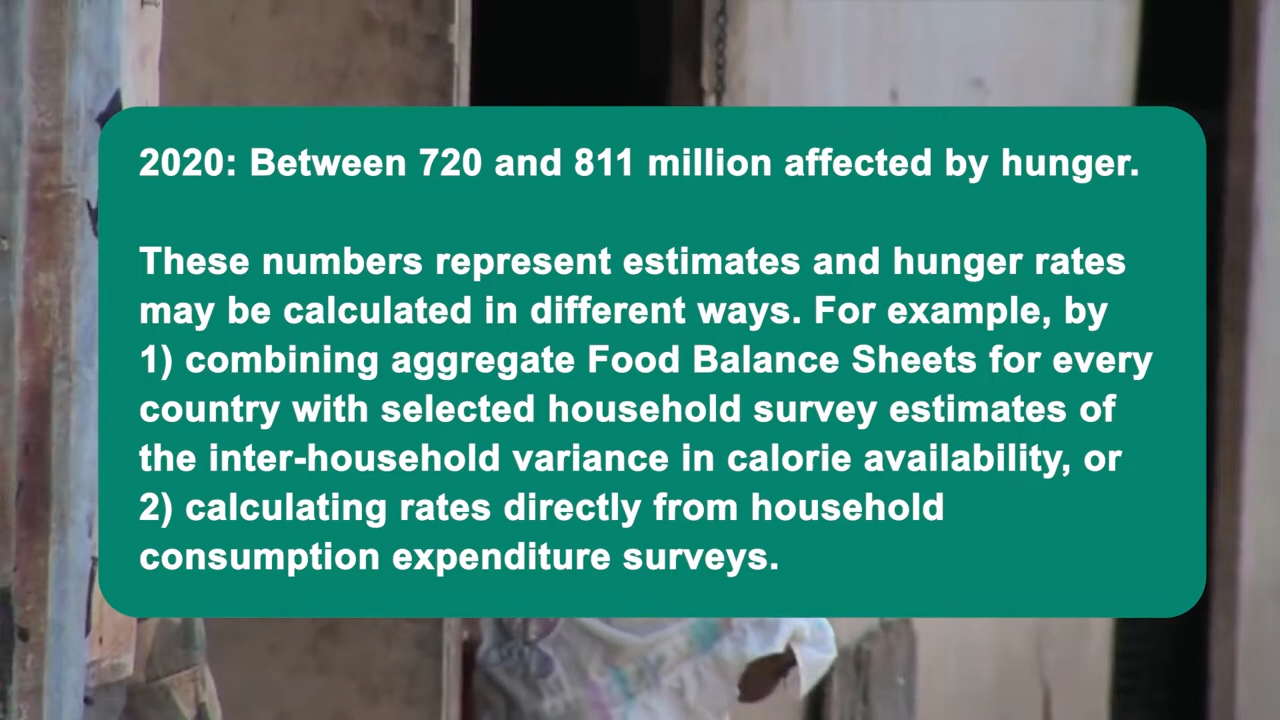 2020: Between 720 and 811 million affected by hunger.
These numbers represent estimates and hunger rates
may be calculated in different ways. For example, by
1) combining aggregate Food Balance Sheets for every
country with selected household survey estimates of
the inter-household variance in calorie availability, or
2) calculating rates directly from household
consumption expenditure surveys.